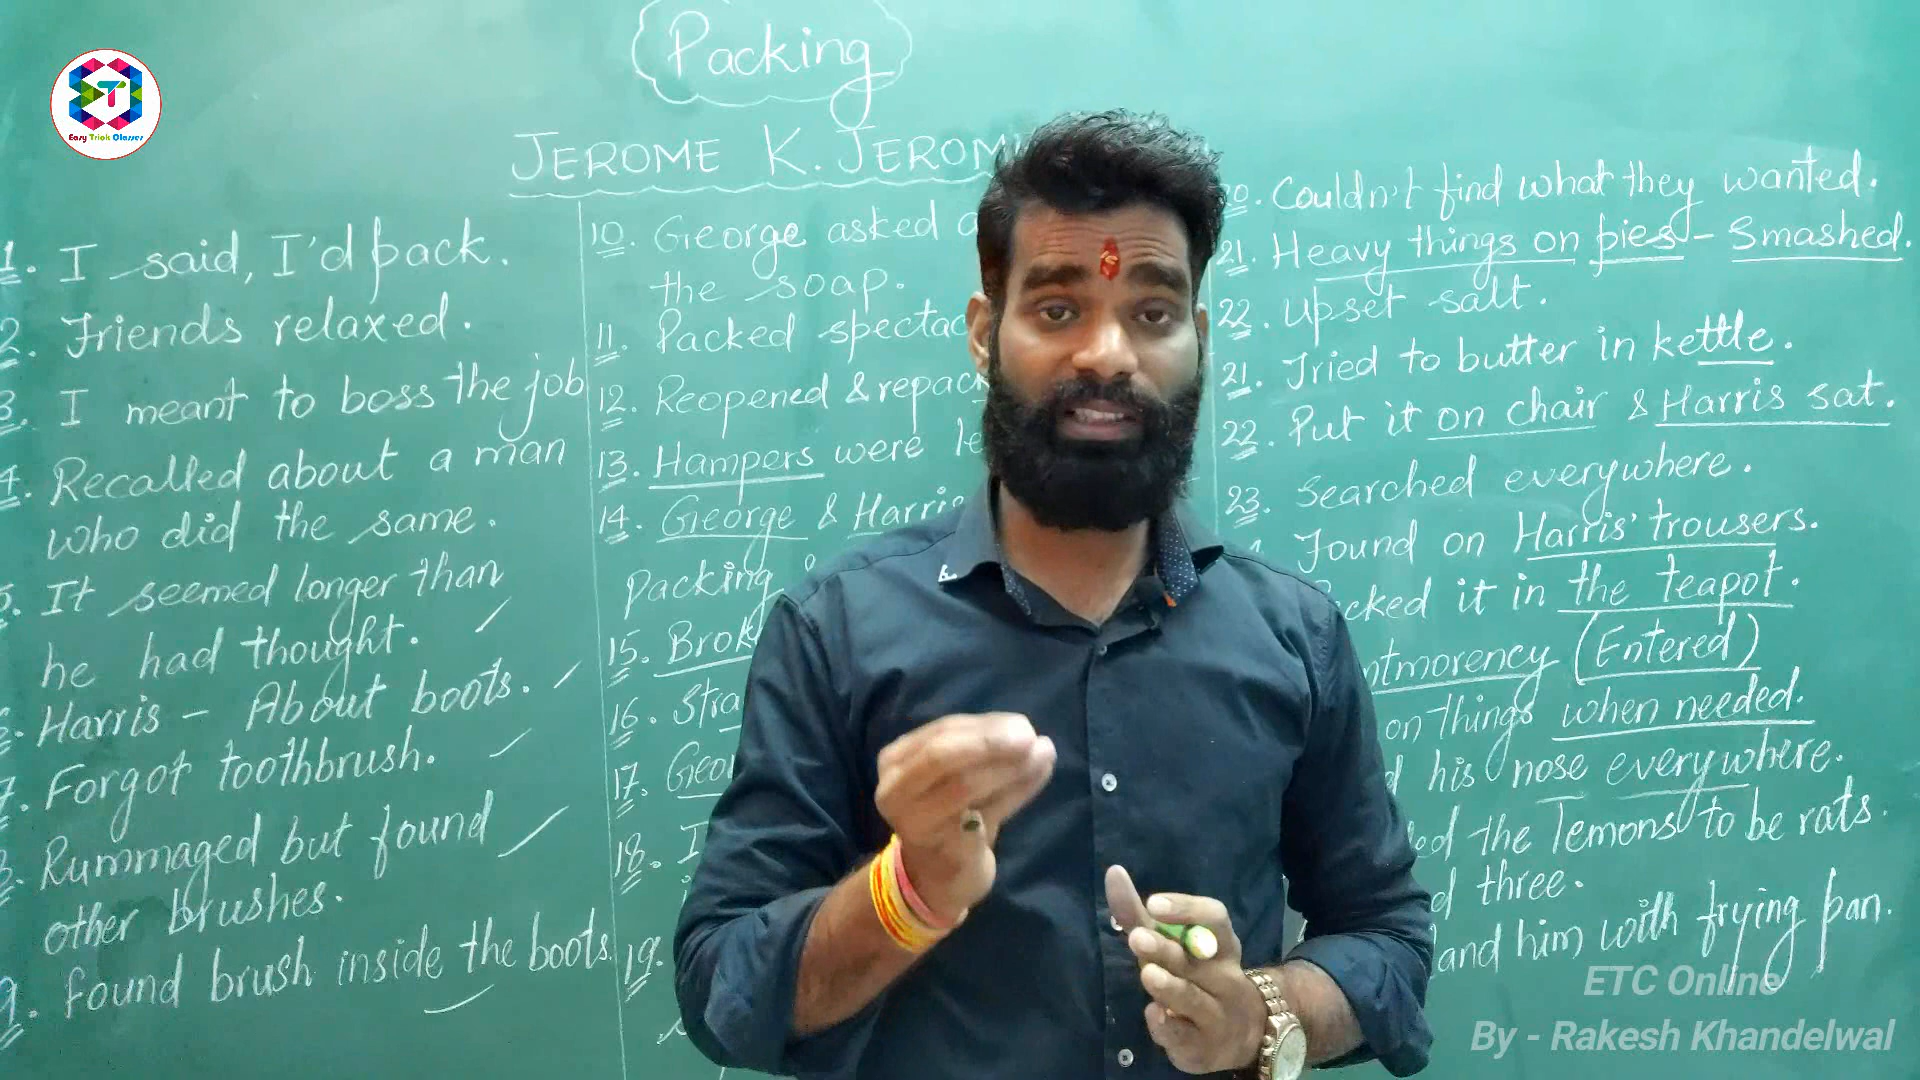 Easy Trick Classes
Packing
JEROME K. JEROM
1. I said, I'd pack.
2. Friends relaxed.
3. I meant to boss the job
4. Recalled about a man
who did the same.
5. It seemed longer than
he had thought.
Harris - About boots.
7. Forgot toothbrush.
8. Rummaged but found
other brushes.
9. found brush inside the boots.
10. George asked
the soap.
11. Packed
12. Reopened &
13. Hampers were
14. George & Harris
Packing
15.
16.
17.
18. I
19.
20. Couldn't find what they wanted.
21. Heavy things on pies - Smashed.
22. Upset salt.
21. Tried to butter in kettle.
22. Put it on chair & Harris sat.
23. Searched everywhere.
Found on Harris' trousers.
cked it in the teapot.
ntmorency (Entered)
on things when needed.
his nose everywhere.
ed the lemons to be rats.
d three.
and him with frying pan.
ETC Online
By - Rakesh Khandelwal